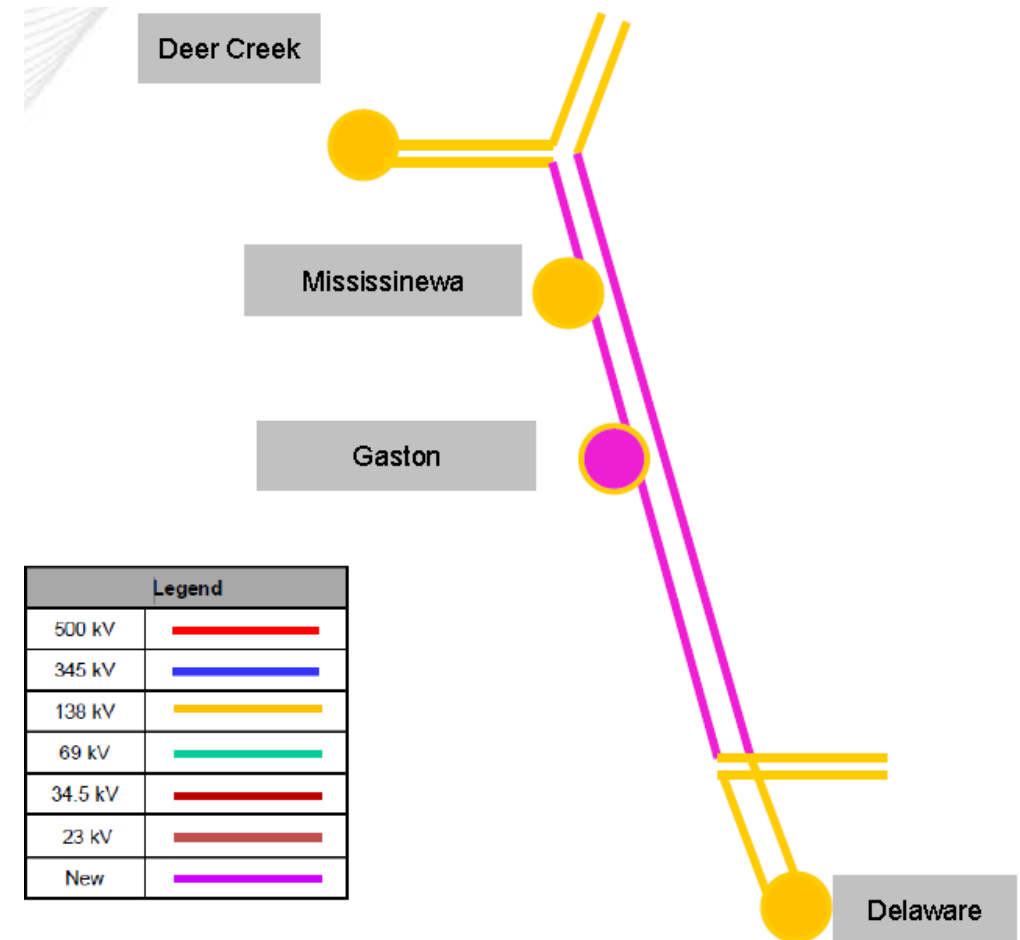 Deer Creek
Mississinewa
Gaston
Legend
500 kV
345 kV
138 kV
69 kV
34.5 kV
23 kV
New
Delaware